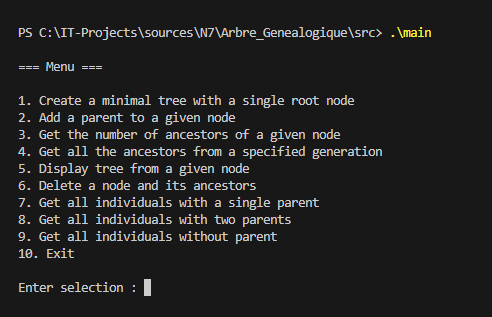 PS C:\IT-Projects\sources\N7\Arbre_Genealogique\src> .\main
=== Menu ===
1. Create a minimal tree with a single root node
2. Add a parent to a given node
3. Get the number of ancestors of a given node
4. Get all the ancestors from a specified generation
5. Display tree from a given node
6. Delete a node and its ancestors
7. Get all individuals with a single parent
8. Get all individuals with two parents
9. Get all individuals without parent
10. Exit
Enter selection :